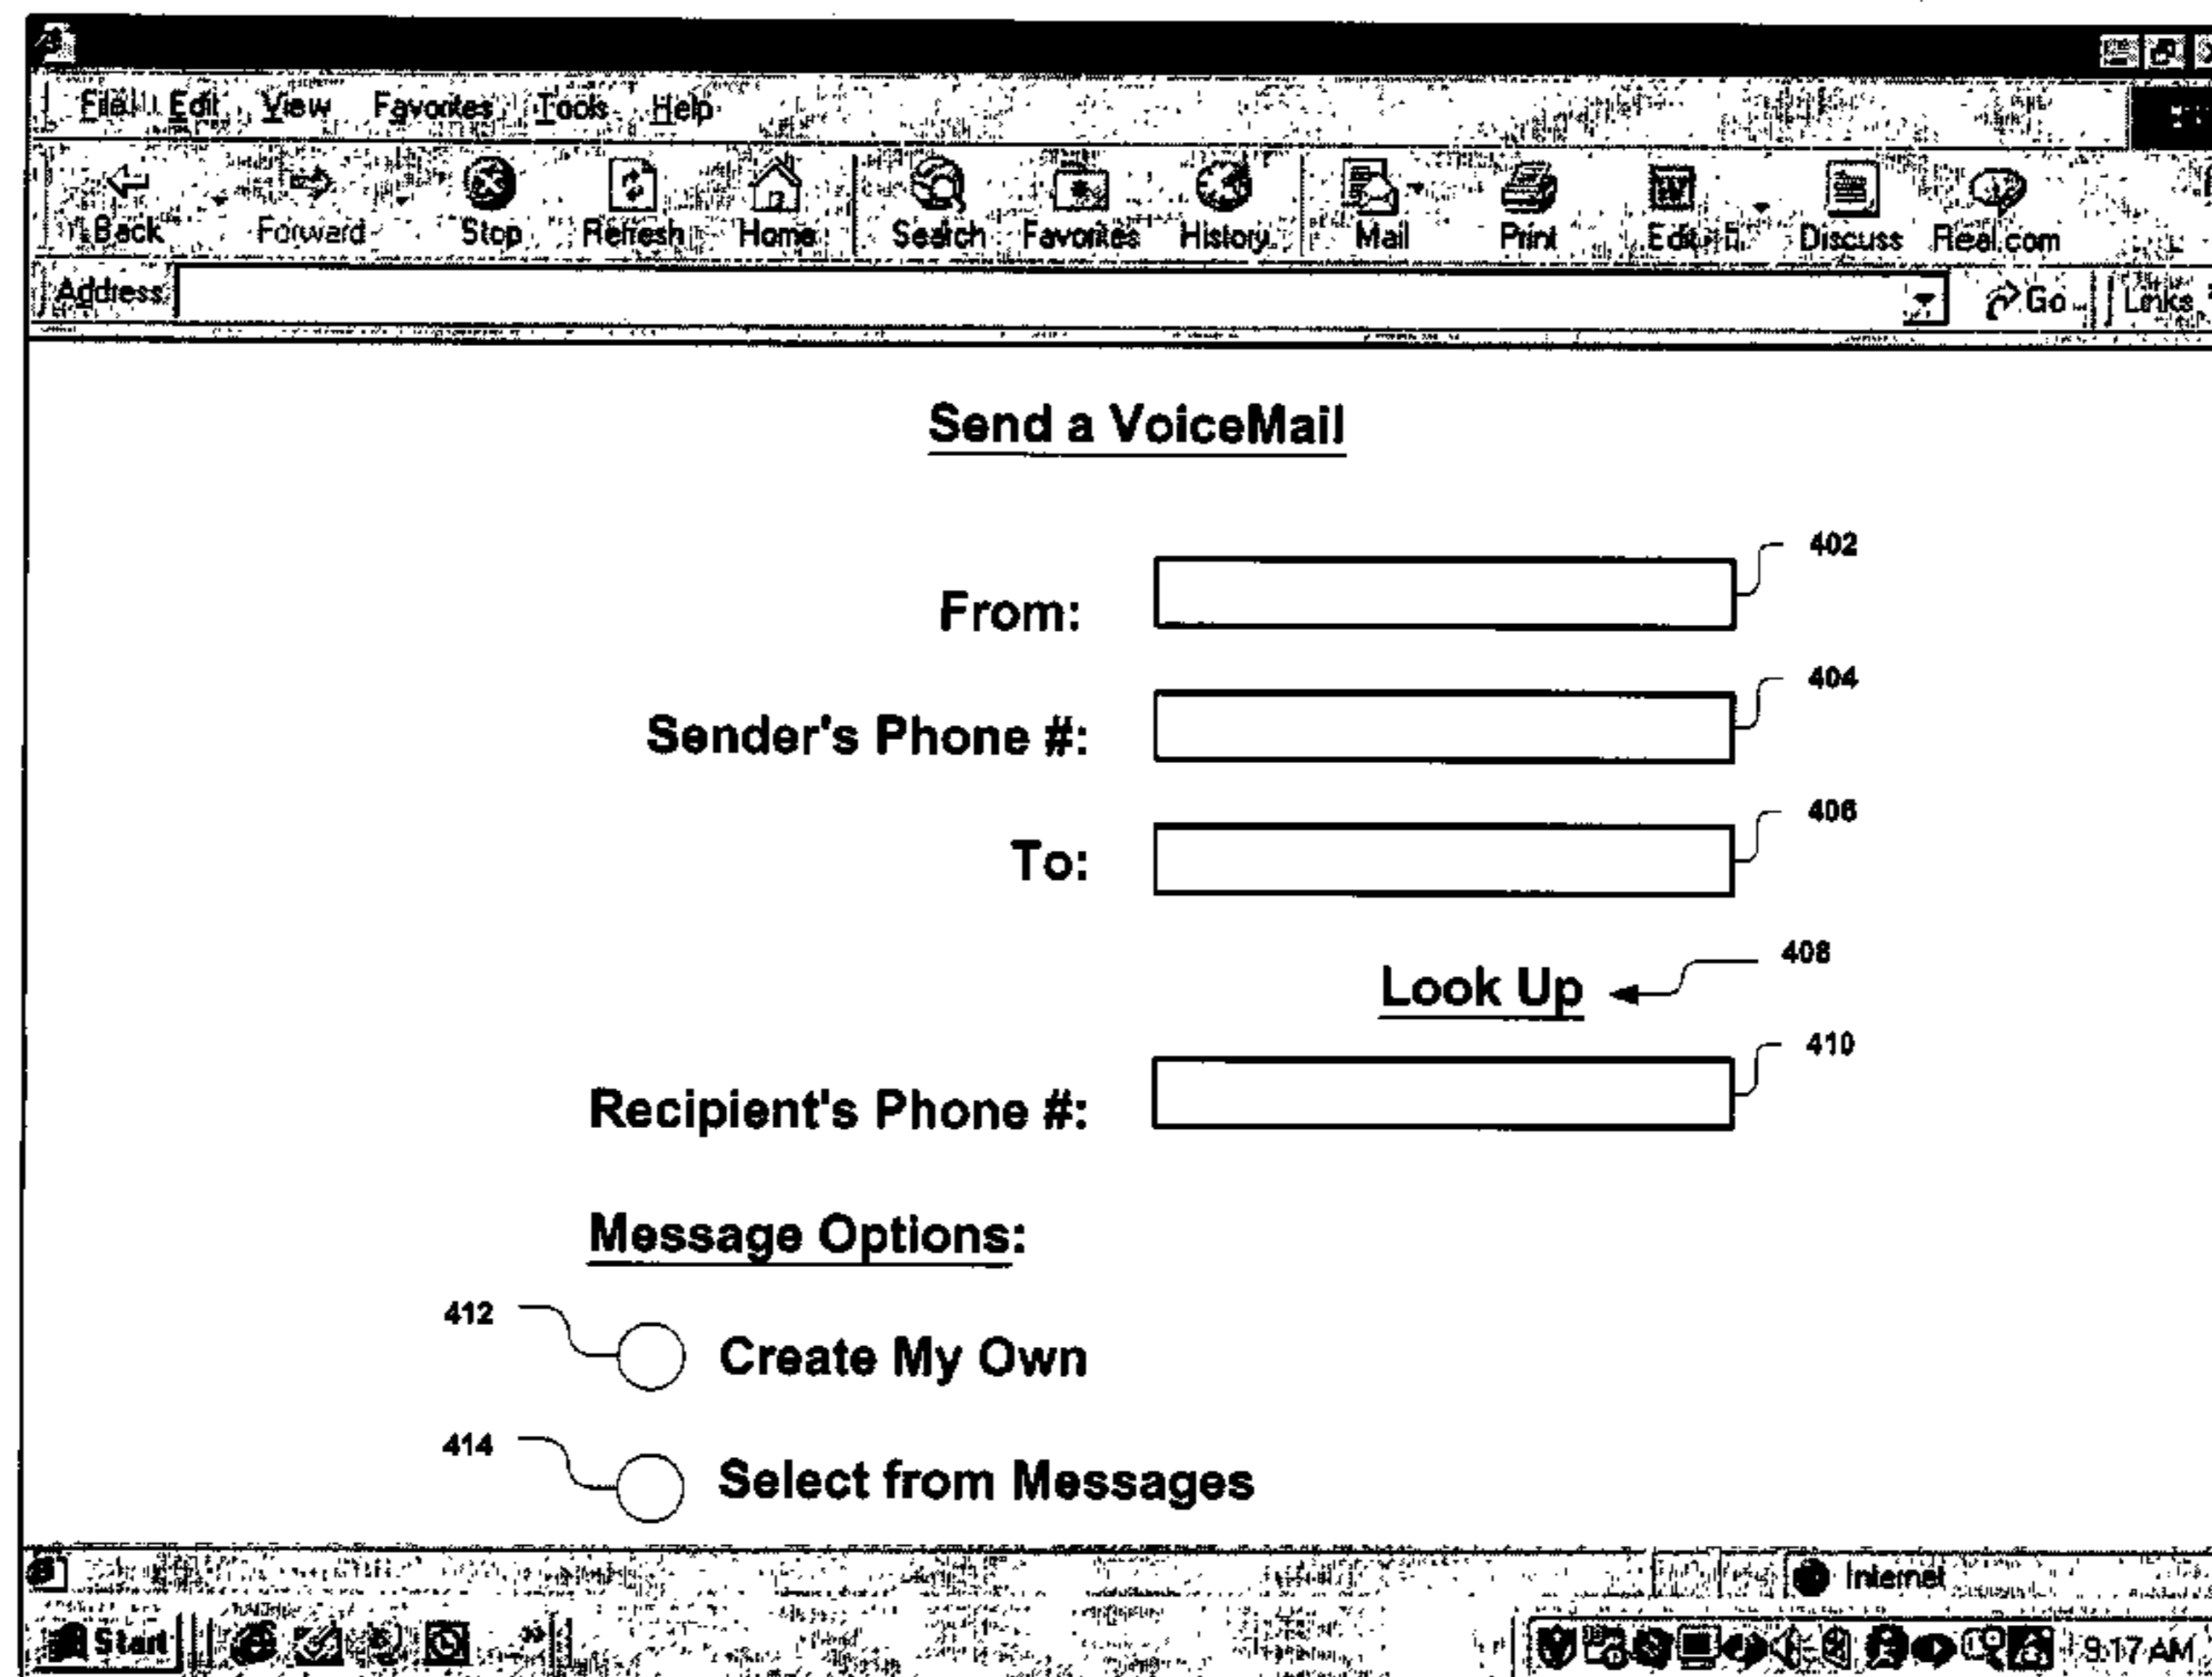 File Edit View Favorites Tools Help
Back Forward Stop Refresh Home Search Favorites History Mail Print Edit Discuss Real.com
Address Go Links
Send a VoiceMail
From: 402
Sender's Phone #: 404
To: 406
Look Up 408
Recipient's Phone #: 410
Message Options:
412 Create My Own
414 Select from Messages
Internet
Start 9:17 AM